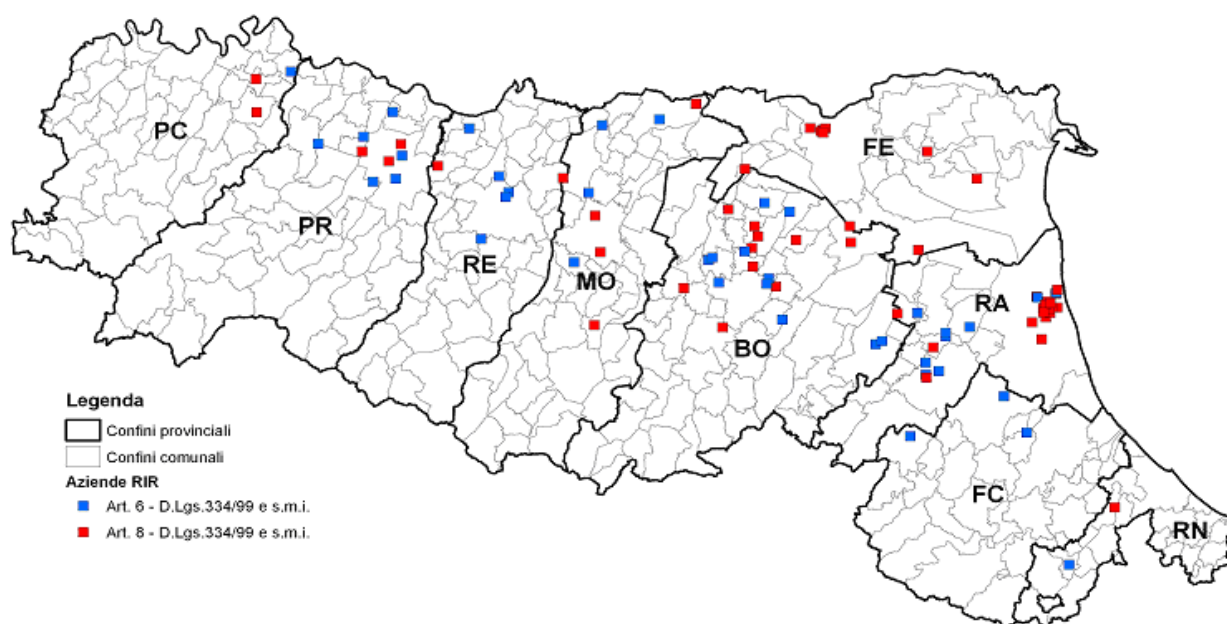 PC
PR
RE
MO
BO
FE
RA
FC
RN
Legenda
Confini provinciali
Confini comunali
Aziende RIR
Art. 6 - D.Lgs.334/99 e s.m.i.
Art. 8 - D.Lgs.334/99 e s.m.i.